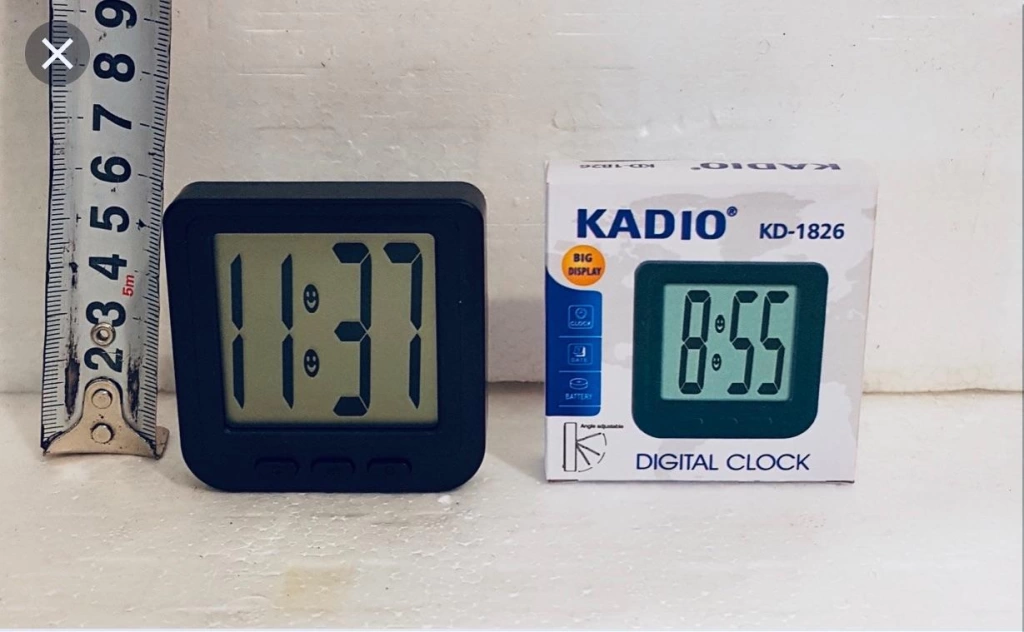 9
8
7
6
5
4
5m
3
2
11:37
KD-1826 KADIO
KADIO® KD-1826
BIG
DISPLAY
8:55
CLOCK
DATE
BATTERY
Angle adjustable
DIGITAL CLOCK